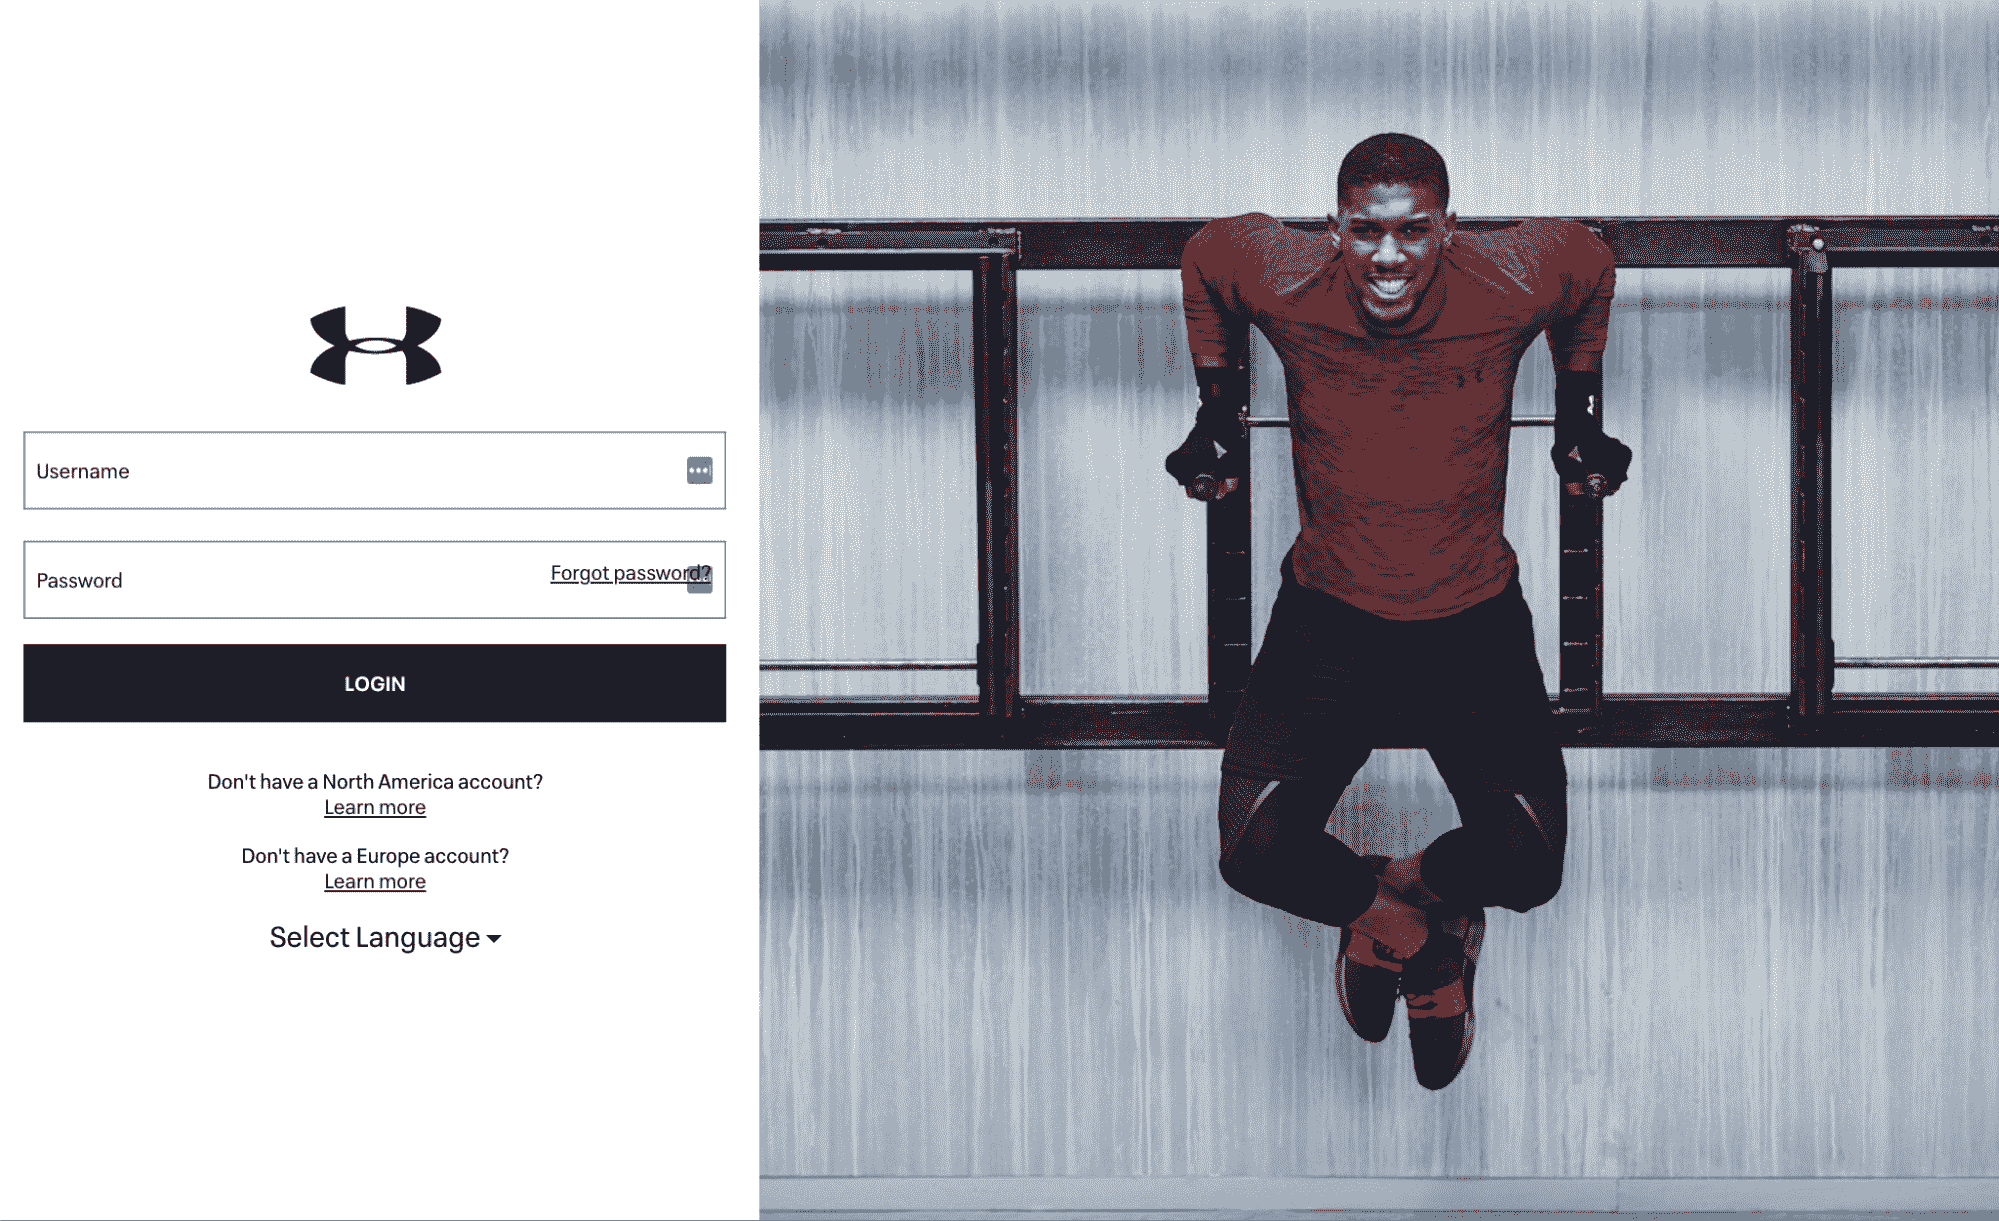 Username
Password
Forgot password?
LOGIN
Don't have a North America account?
Learn more
Don't have a Europe account?
Learn more
Select Language